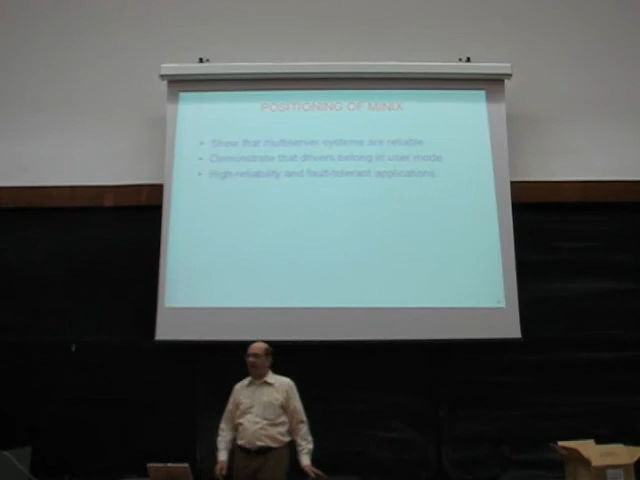 POSITIONING OF MINIX
• Show that multiserver systems are reliable
• Demonstrate that drivers belong in user mode
• High-reliability and fault-tolerant applications